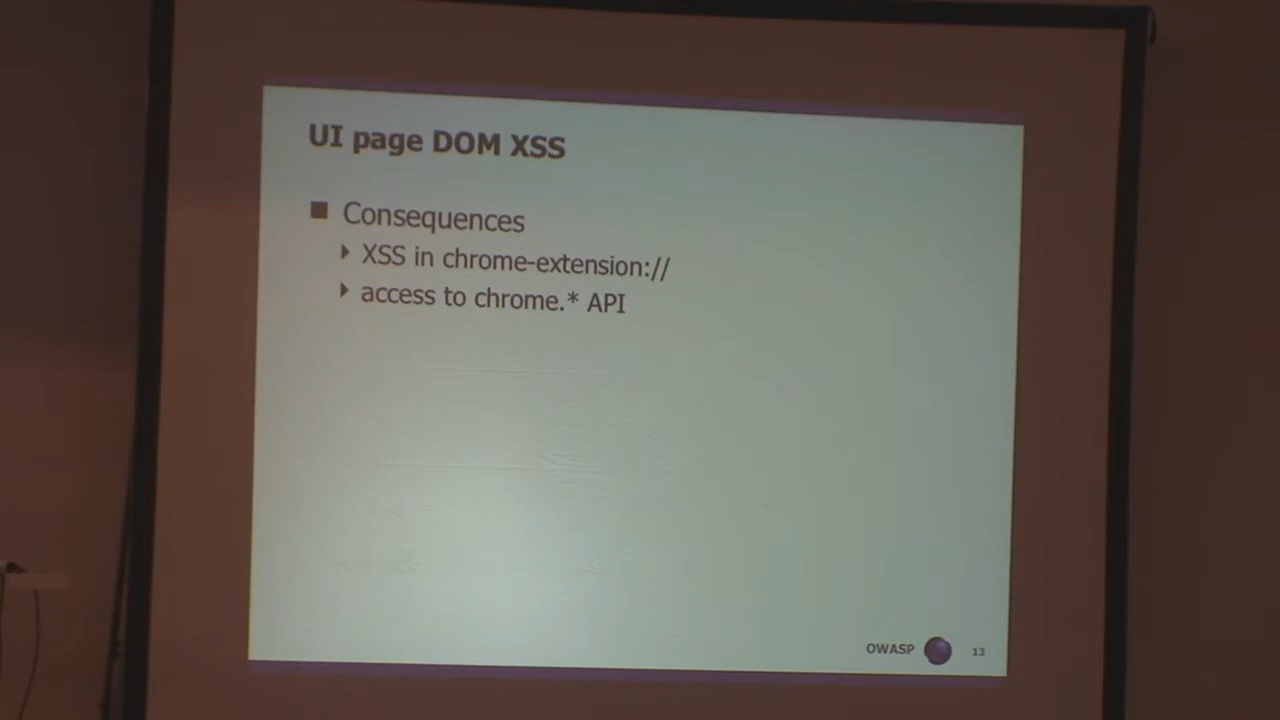 UI page DOM XSS
Consequences
XSS in chrome-extension://
access to chrome.* API
OWASP 13